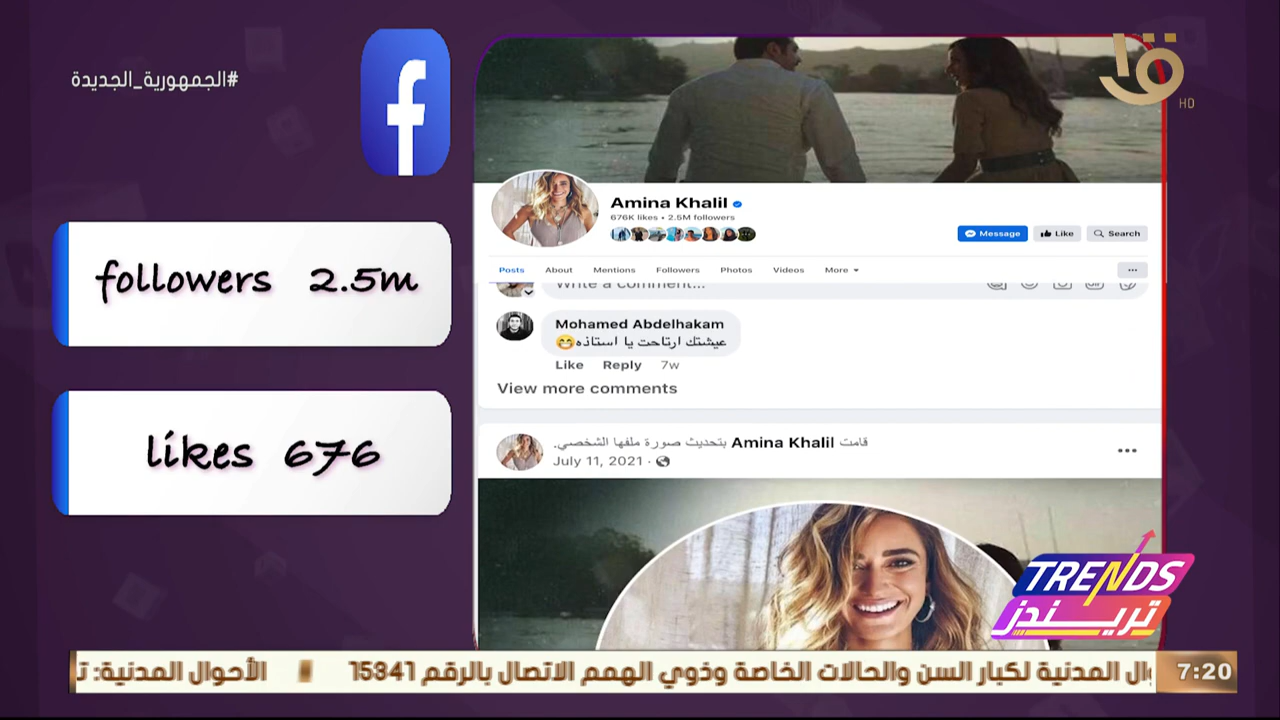 #الجمهورية_الجديدة
HD
followers 2.5m
likes 676
Amina Khalil
676K likes • 2.5M followers
Message
Like
Search
Posts
About
Mentions
Followers
Photos
Videos
More
Write a comment...
Mohamed Abdelhakam
عيشتك ارتاحت يا استاذه😁
Like Reply 7w
View more comments
قامت Amina Khalil بتحديث صورة ملفها الشخصي.
July 11, 2021 ·
TRENDS
تريندز
المدنية لكبار السن والحالات الخاصة وذوي الهمم الاتصال بالرقم 15341 الأحوال المدنية:
7:20